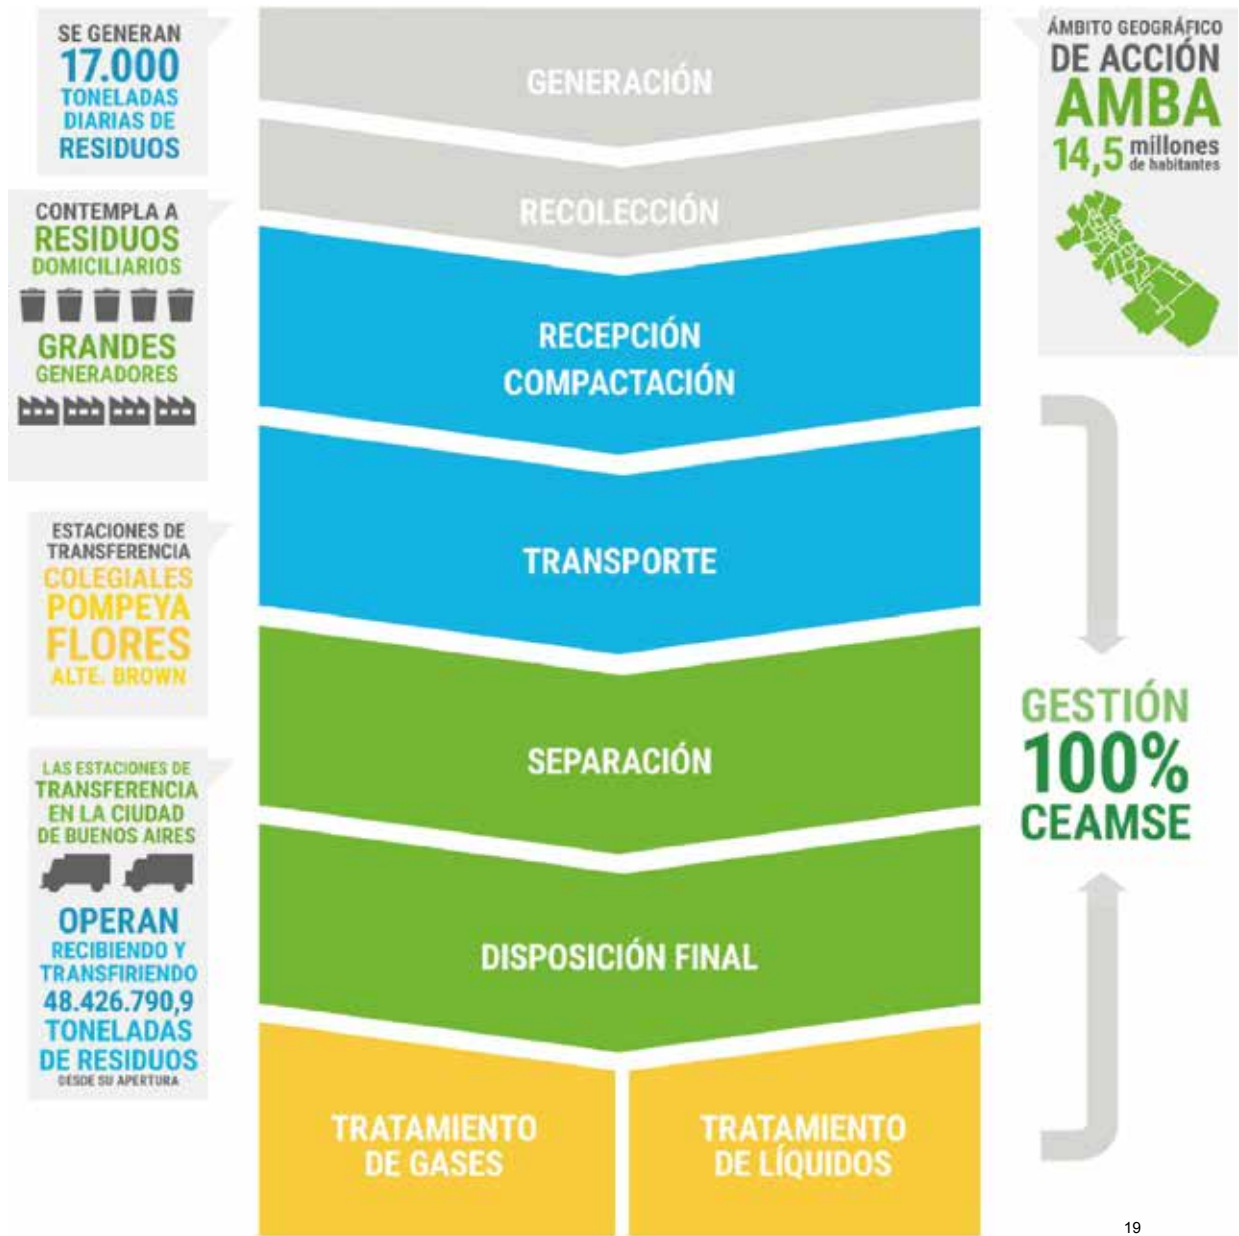 SE GENERAN
17.000
TONELADAS
DIARIAS DE
RESIDUOS
CONTEMPLA A
RESIDUOS
DOMICILIARIOS
GRANDES
GENERADORES
ESTACIONES DE
TRANSFERENCIA
COLEGIALES
POMPEYA
FLORES
ALTE. BROWN
LAS ESTACIONES DE
TRANSFERENCIA
EN LA CIUDAD
DE BUENOS AIRES
OPERAN
RECIBIENDO Y
TRANSFIRIENDO
48.426.790,9
TONELADAS
DE RESIDUOS
DESDE SU APERTURA
GENERACIÓN
RECOLECCIÓN
RECEPCIÓN
COMPACTACIÓN
TRANSPORTE
SEPARACIÓN
DISPOSICIÓN FINAL
TRATAMIENTO
DE GASES
TRATAMIENTO
DE LÍQUIDOS
ÁMBITO GEOGRÁFICO
DE ACCIÓN
AMBA
14,5 millones
de habitantes
GESTIÓN
100%
CEAMSE
19